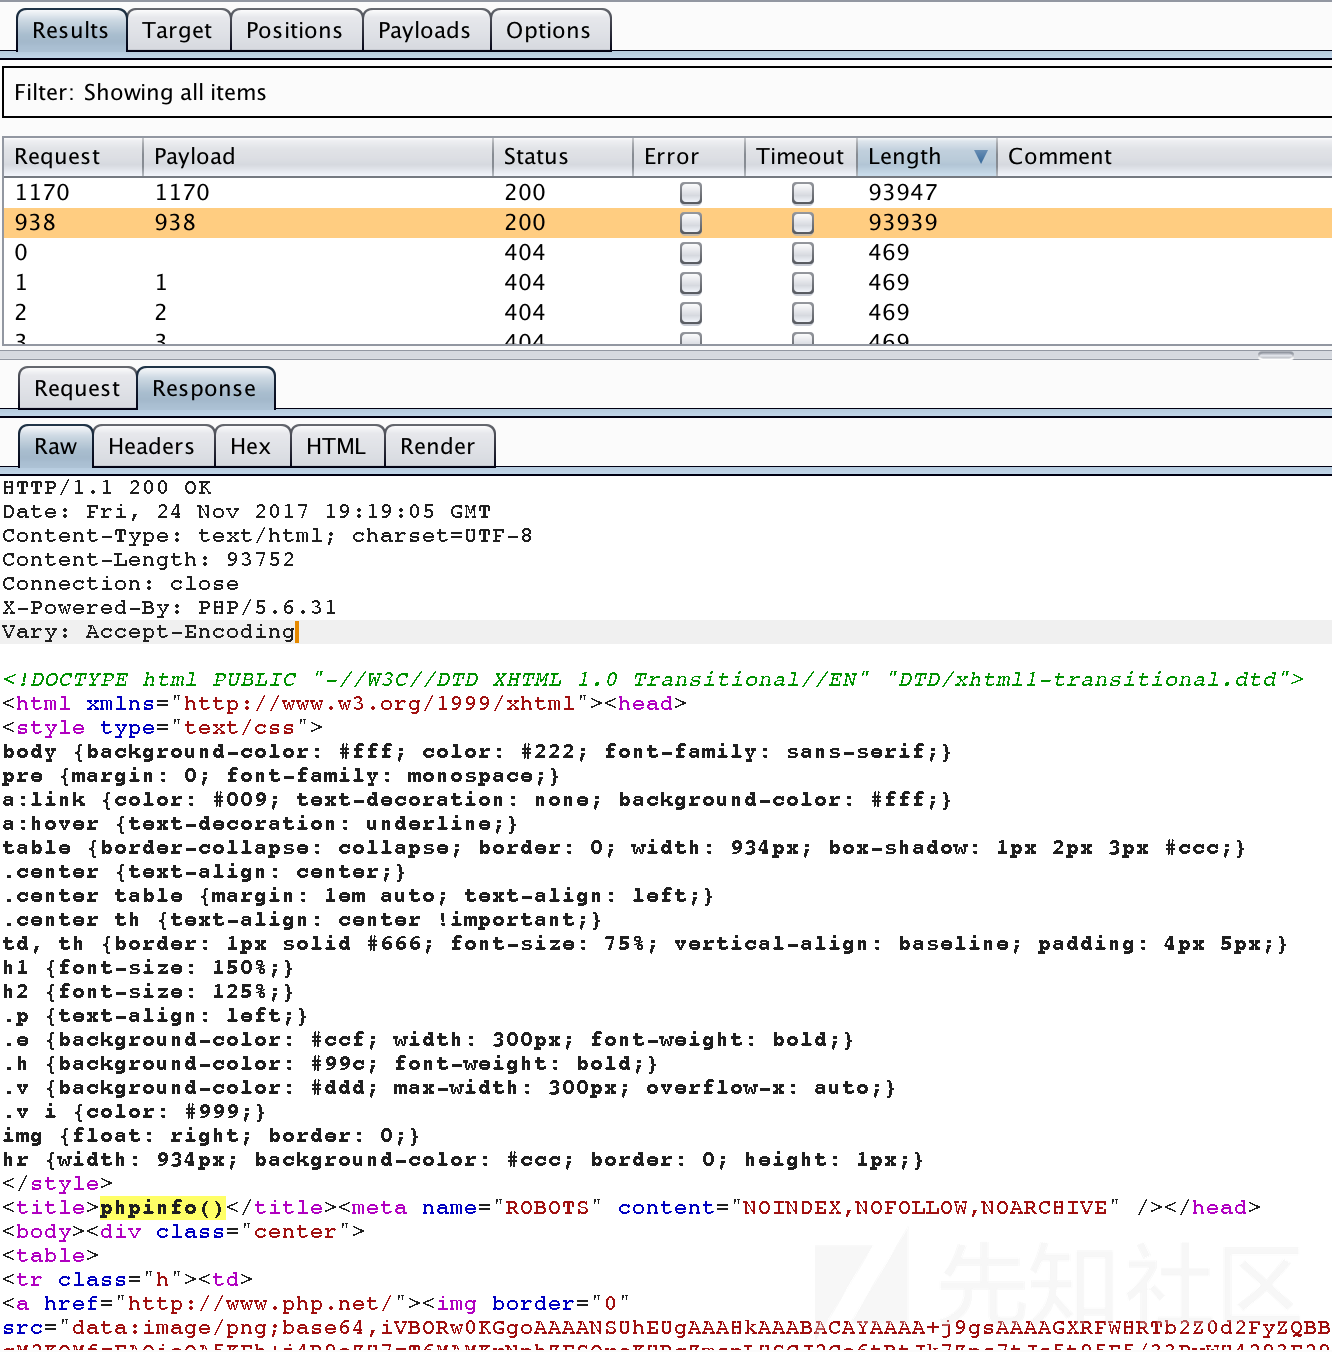 Results Target Positions Payloads Options
Filter: Showing all items
Request Payload Status Error Timeout Length Comment
1170 1170 200 93947
938 938 200 93939
0 404 469
1 1 404 469
2 2 404 469
3 3 404 469
Request Response
Raw Headers Hex HTML Render
HTTP/1.1 200 OK
Date: Fri, 24 Nov 2017 19:19:05 GMT
Content-Type: text/html; charset=UTF-8
Content-Length: 93752
Connection: close
X-Powered-By: PHP/5.6.31
Vary: Accept-Encoding
<!DOCTYPE html PUBLIC "-//W3C//DTD XHTML 1.0 Transitional//EN" "DTD/xhtml1-transitional.dtd">
<html xmlns="http://www.w3.org/1999/xhtml"><head>
<style type="text/css">
body {background-color: #fff; color: #222; font-family: sans-serif;}
pre {margin: 0; font-family: monospace;}
a:link {color: #009; text-decoration: none; background-color: #fff;}
a:hover {text-decoration: underline;}
table {border-collapse: collapse; border: 0; width: 934px; box-shadow: 1px 2px 3px #ccc;}
.center {text-align: center;}
.center table {margin: 1em auto; text-align: left;}
.center th {text-align: center !important;}
td, th {border: 1px solid #666; font-size: 75%; vertical-align: baseline; padding: 4px 5px;}
h1 {font-size: 150%;}
h2 {font-size: 125%;}
.p {text-align: left;}
.e {background-color: #ccf; width: 300px; font-weight: bold;}
.h {background-color: #99c; font-weight: bold;}
.v {background-color: #ddd; max-width: 300px; overflow-x: auto;}
.v i {color: #999;}
img {float: right; border: 0;}
hr {width: 934px; background-color: #ccc; border: 0; height: 1px;}
</style>
<title>phpinfo()</title><meta name="ROBOTS" content="NOINDEX,NOFOLLOW,NOARCHIVE" /></head>
<body><div class="center">
<table>
<tr class="h"><td>
<a href="http://www.php.net/"><img border="0"
src="data:image/png;base64,iVBORw0KGgoAAAANSUhEUgAAAHkAAABACAYAAAA+j9gsAAAAGXRFWHRTb2Z0d2FyZQBB
先知社区